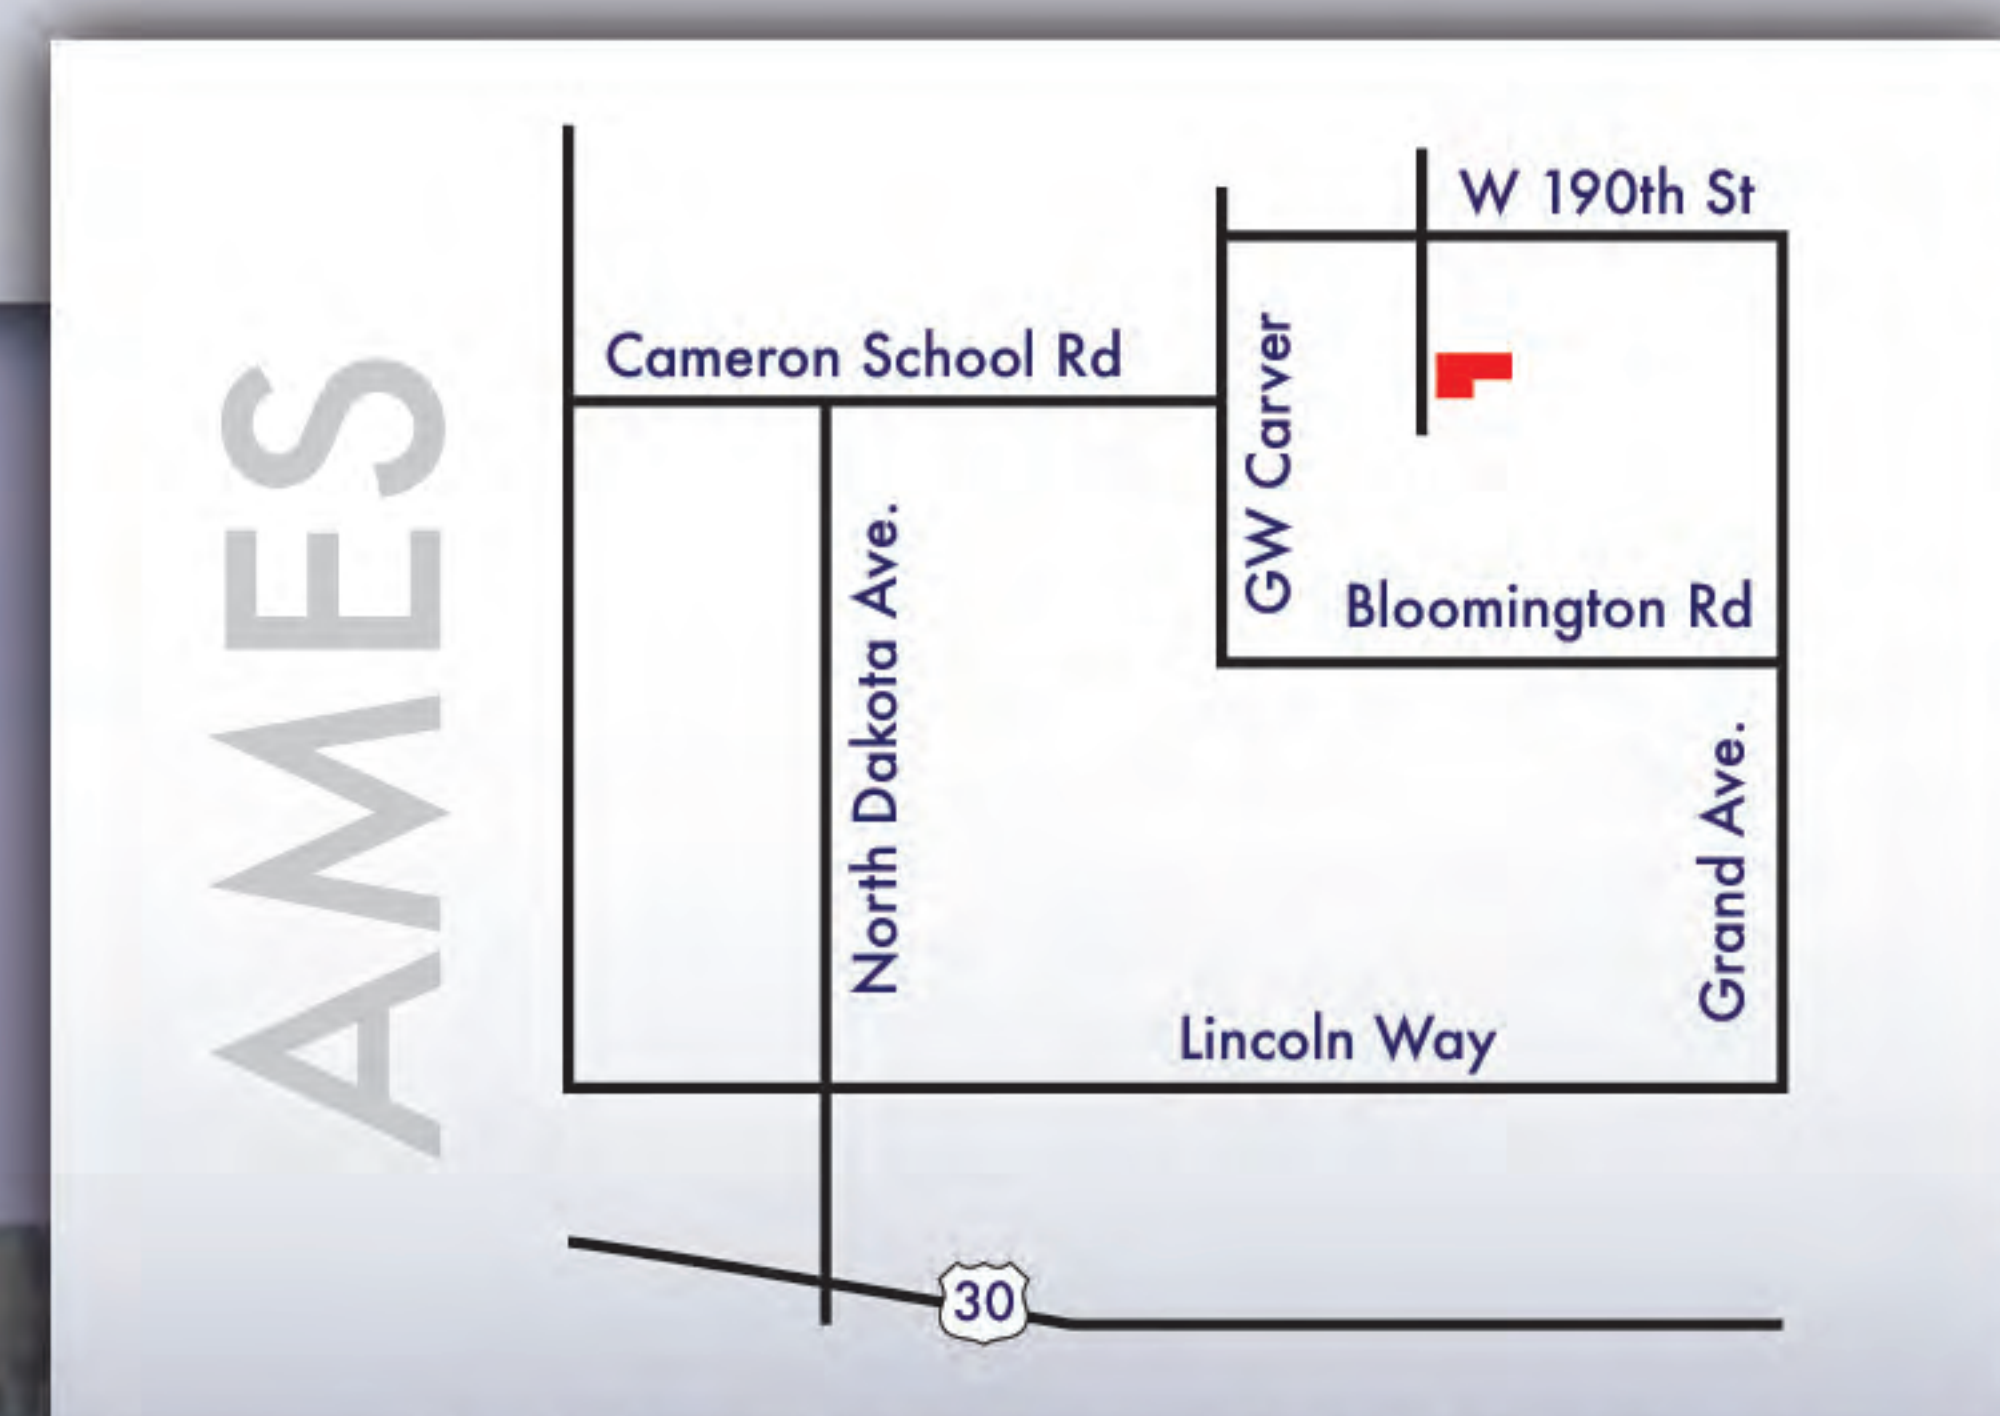 AMES
W 190th St
Cameron School Rd
GW Carver
Bloomington Rd
North Dakota Ave.
Grand Ave.
Lincoln Way
30